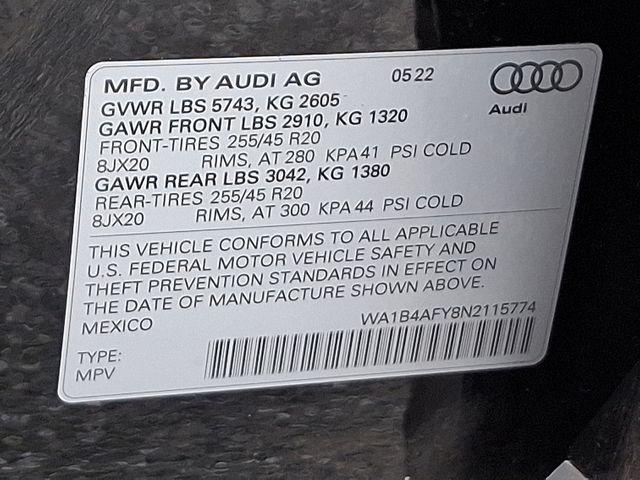 MFD. BY AUDI AG 05 22
Audi
GVWR LBS 5743, KG 2605
GAWR FRONT LBS 2910, KG 1320
FRONT-TIRES 255/45 R20
8JX20 RIMS, AT 280 KPA 41 PSI COLD
GAWR REAR LBS 3042, KG 1380
REAR-TIRES 255/45 R20
8JX20 RIMS, AT 300 KPA 44 PSI COLD
THIS VEHICLE CONFORMS TO ALL APPLICABLE
U.S. FEDERAL MOTOR VEHICLE SAFETY AND
THEFT PREVENTION STANDARDS IN EFFECT ON
THE DATE OF MANUFACTURE SHOWN ABOVE.
MEXICO WA1B4AFY8N2115774
TYPE:
MPV